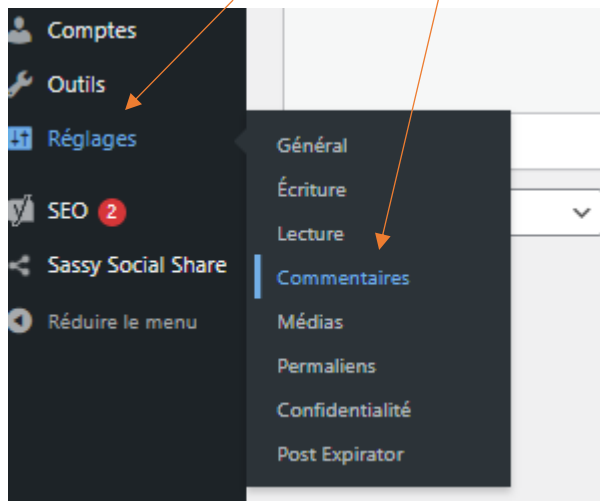 Comptes
Outils
Réglages
SEO 2
Sassy Social Share
Réduire le menu
Général
Écriture
Lecture
Commentaires
Médias
Permaliens
Confidentialité
Post Expirator